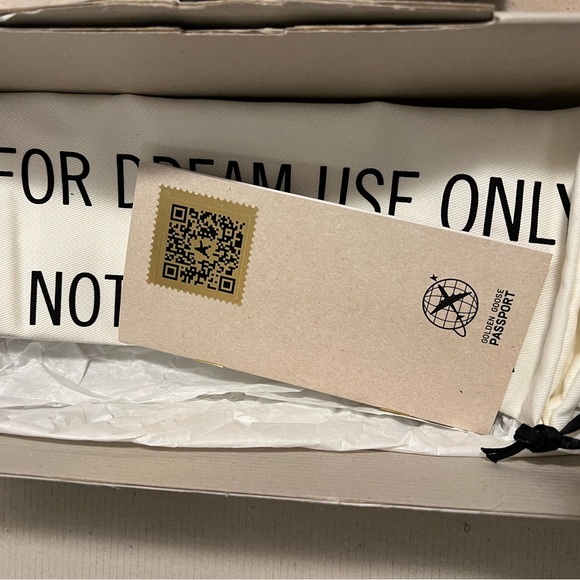 FOR DREAM USE ONLY
NOT
GOLDEN GOOSE
PASSPORT